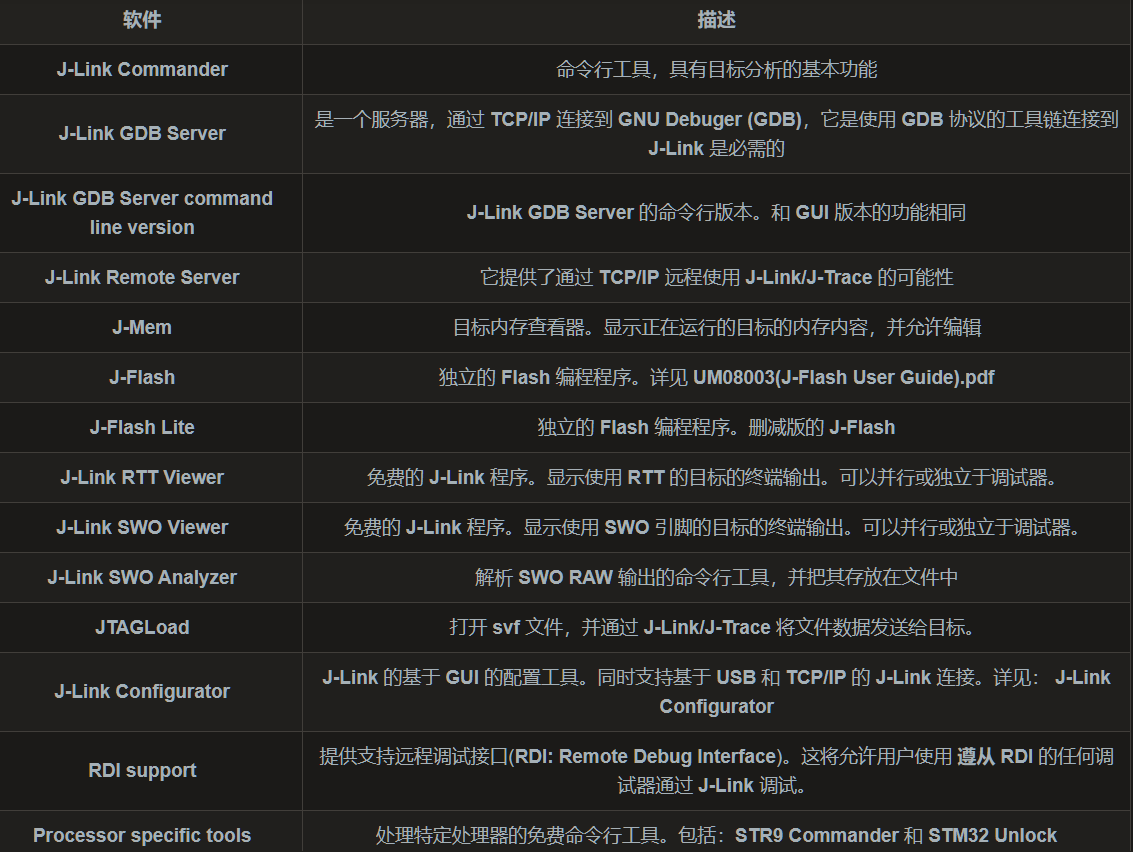 软件
描述
J-Link Commander
命令行工具，具有目标分析的基本功能
J-Link GDB Server
是一个服务器，通过 TCP/IP 连接到 GNU Debuger (GDB)，它是使用 GDB 协议的工具链连接到
J-Link 是必需的
J-Link GDB Server command
line version
J-Link GDB Server 的命令行版本。和 GUI 版本的功能相同
J-Link Remote Server
它提供了通过 TCP/IP 远程使用 J-Link/J-Trace 的可能性
J-Mem
目标内存查看器。显示正在运行的目标的内存内容，并允许编辑
J-Flash
独立的 Flash 编程程序。详见 UM08003(J-Flash User Guide).pdf
J-Flash Lite
独立的 Flash 编程程序。删减版的 J-Flash
J-Link RTT Viewer
免费的 J-Link 程序。显示使用 RTT 的目标的终端输出。可以并行或独立于调试器。
J-Link SWO Viewer
免费的 J-Link 程序。显示使用 SWO 引脚的目标的终端输出。可以并行或独立于调试器。
J-Link SWO Analyzer
解析 SWO RAW 输出的命令行工具，并把其存放在文件中
JTAGLoad
打开 svf 文件，并通过 J-Link/J-Trace 将文件数据发送给目标。
J-Link Configurator
J-Link 的基于 GUI 的配置工具。同时支持基于 USB 和 TCP/IP 的 J-Link 连接。详见： J-Link
Configurator
RDI support
提供支持远程调试接口(RDI: Remote Debug Interface)。这将允许用户使用 遵从 RDI 的任何调
试器通过 J-Link 调试。
Processor specific tools
处理特定处理器的免费命令行工具。包括：STR9 Commander 和 STM32 Unlock